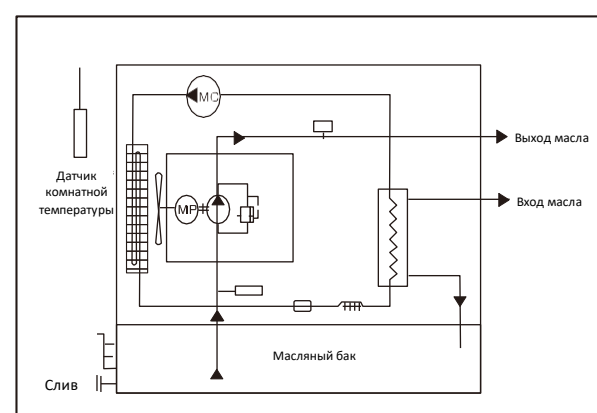 MC
Выход масла
Датчик
комнатной
температуры
MP
Вход масла
Масляный бак
Слив